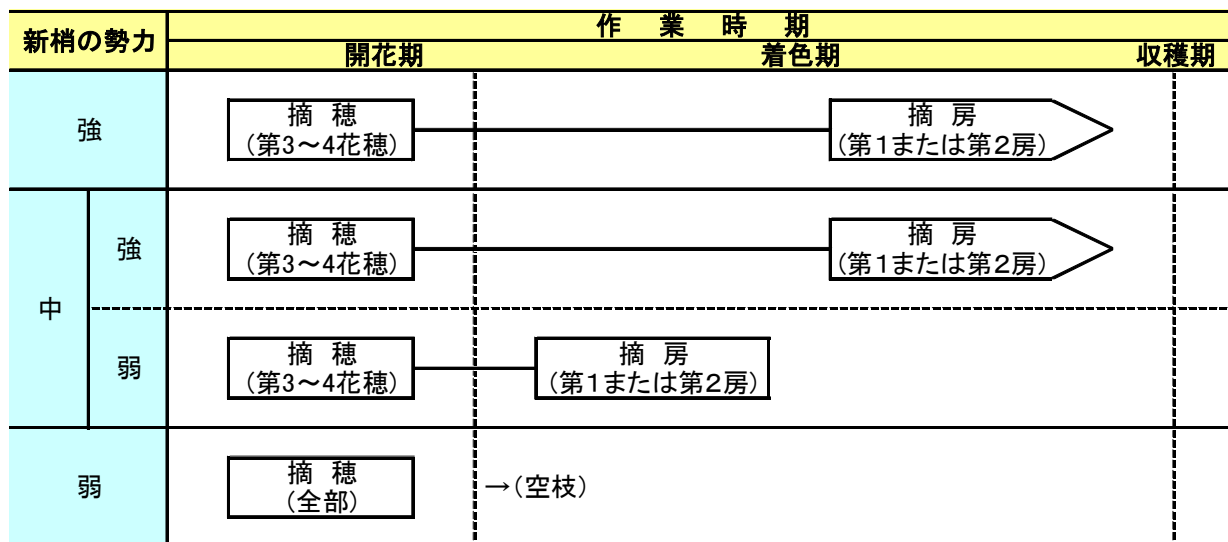 新梢の勢力
作業時期
開花期 着色期 収穫期
強
摘穂
(第3～4花穂)
摘房
(第1または第2房)
中
強
摘穂
(第3～4花穂)
摘房
(第1または第2房)
弱
摘穂
(第3～4花穂)
摘房
(第1または第2房)
弱
摘穂
(全部)
→(空枝)